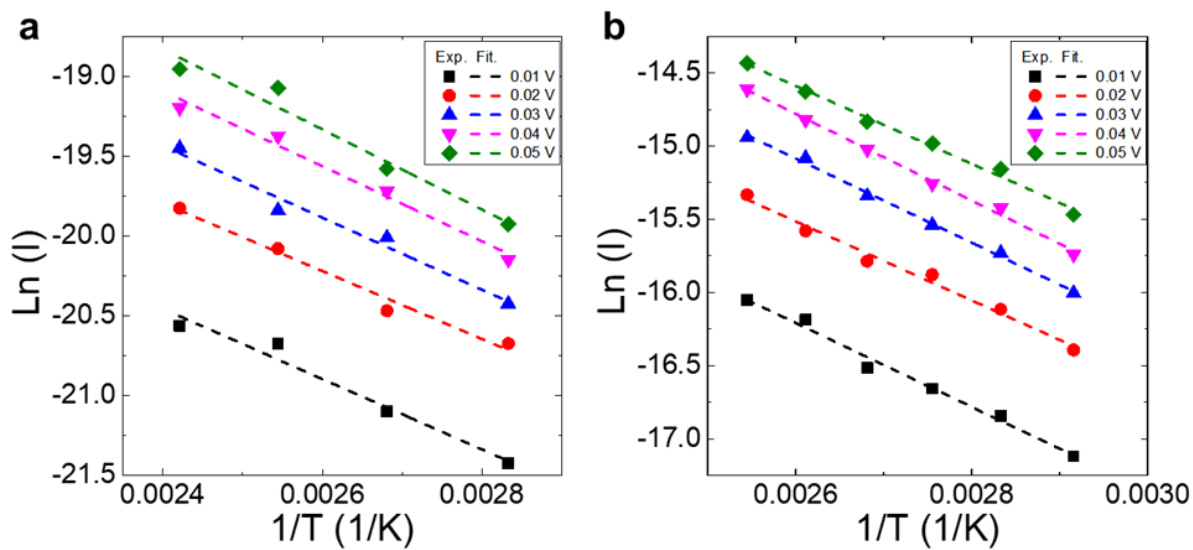 a
Ln (I)
-19.0
-19.5
-20.0
-20.5
-21.0
-21.5
0.0024
0.0026
0.0028
1/T (1/K)
Exp. Fit.
0.01 V
0.02 V
0.03 V
0.04 V
0.05 V
b
Ln (I)
-14.5
-15.0
-15.5
-16.0
-16.5
-17.0
0.0026
0.0028
0.0030
1/T (1/K)
Exp. Fit.
0.01 V
0.02 V
0.03 V
0.04 V
0.05 V